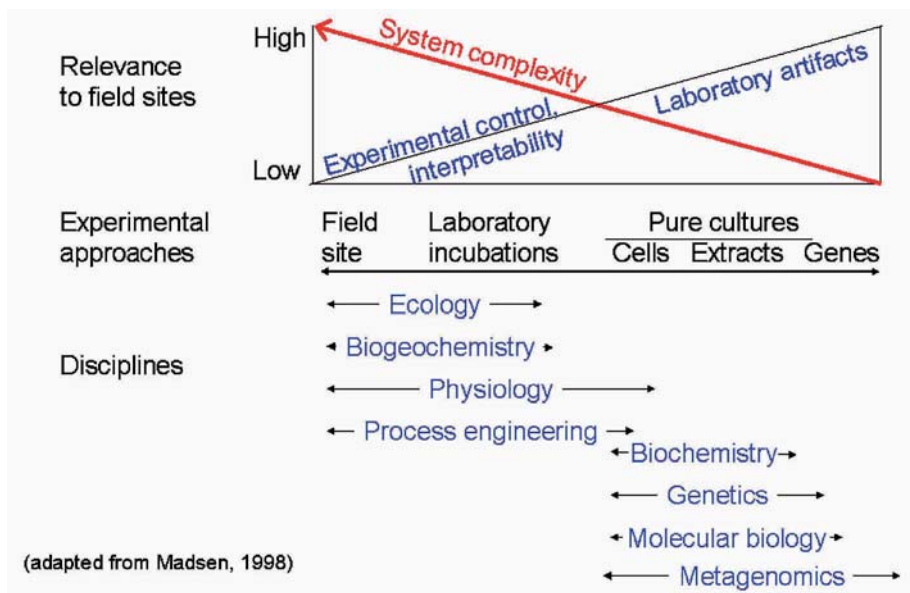 High
System complexity
Relevance
to field sites
Laboratory artifacts
Experimental control,
interpretability
Low
Experimental
approaches
Field
site
Laboratory
incubations
Pure cultures
Cells Extracts Genes
Disciplines
Ecology
Biogeochemistry
Physiology
Process engineering
Biochemistry
Genetics
Molecular biology
Metagenomics
(adapted from Madsen, 1998)